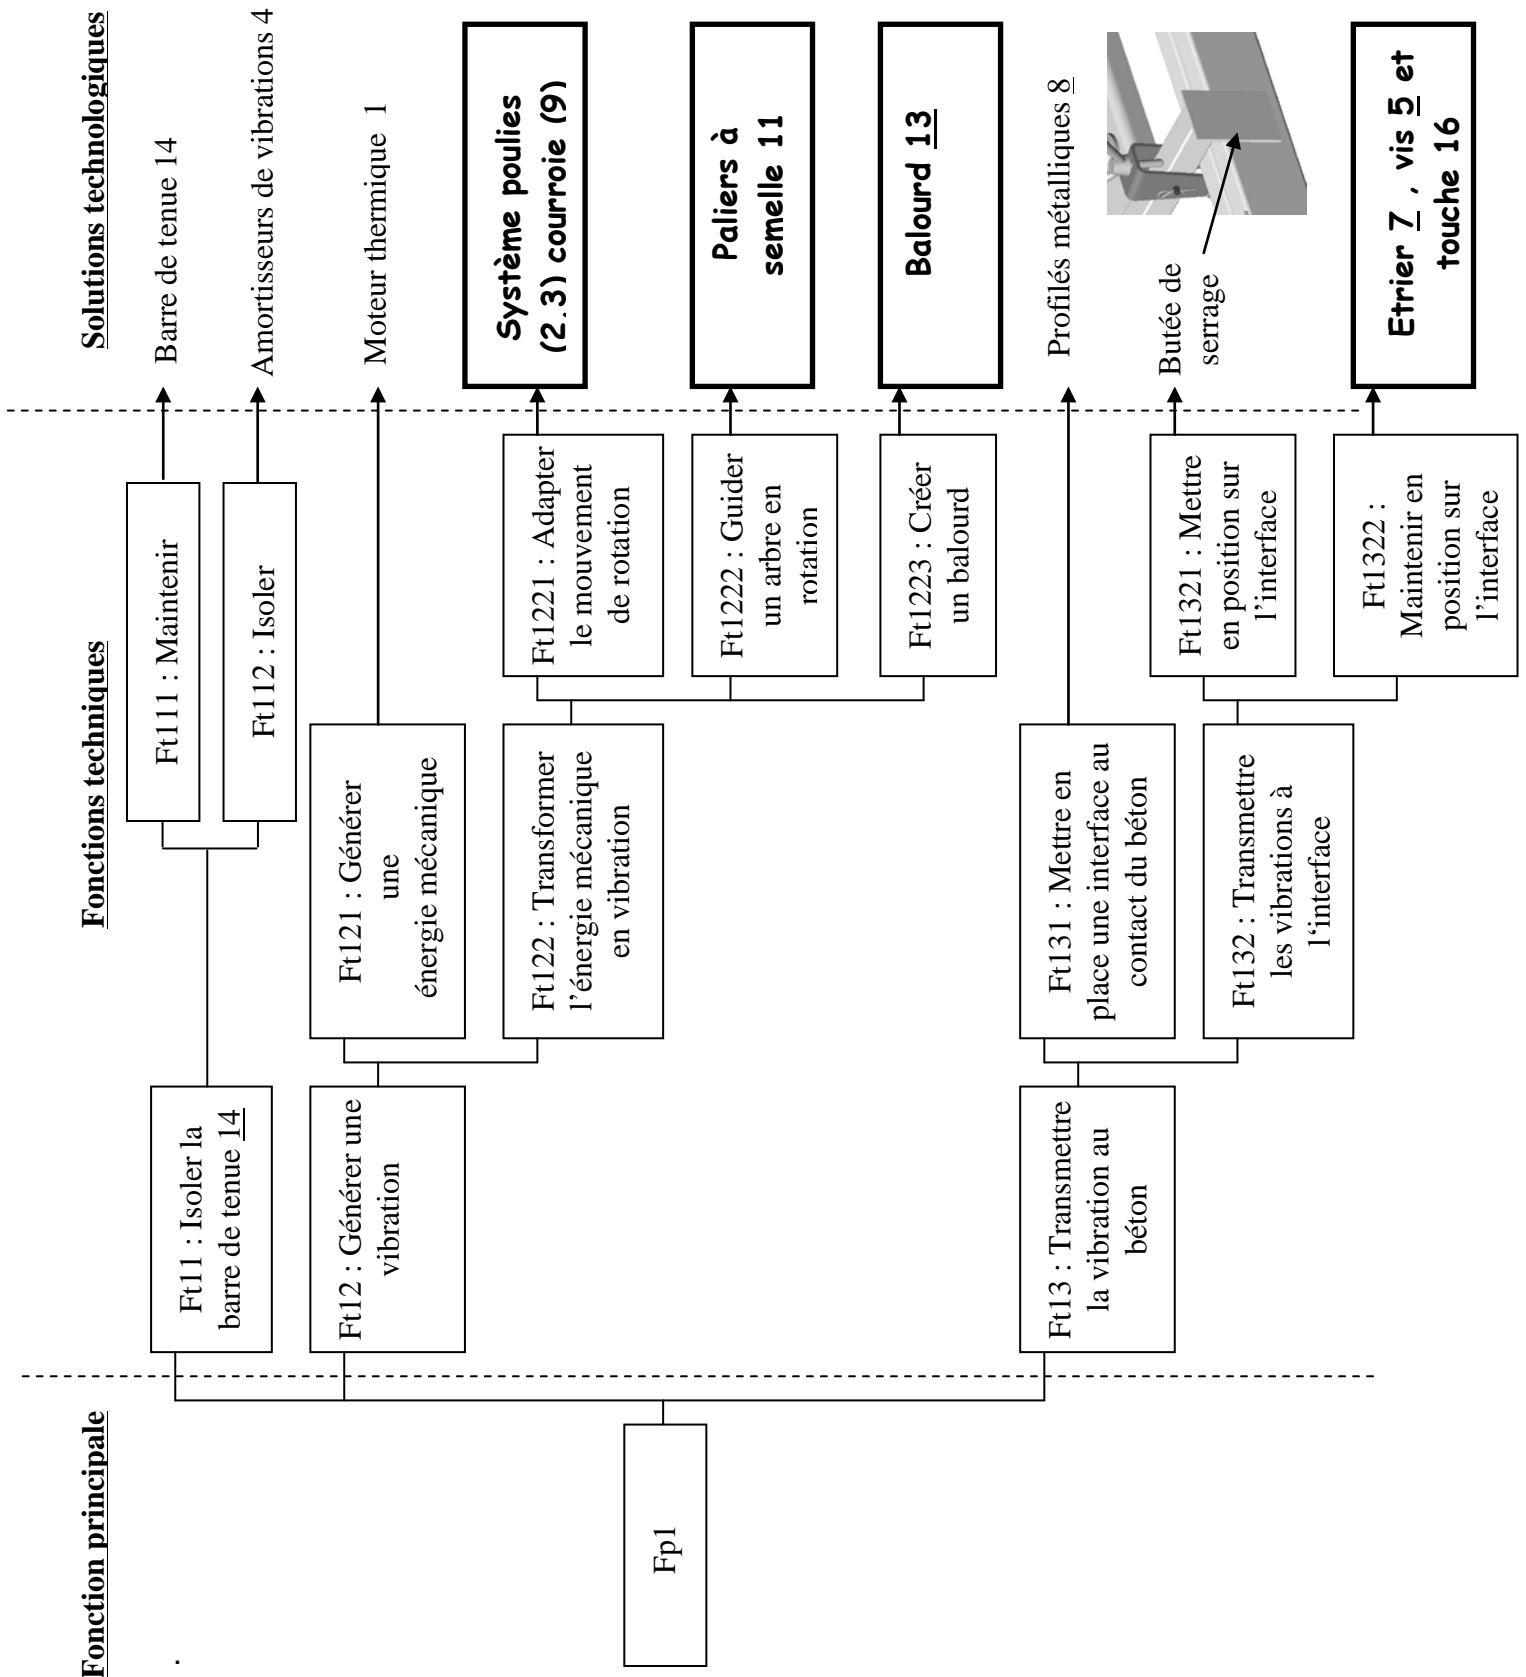 Fonction principale
Fonctions techniques
Solutions technologiques
.
Fp1
Ft11 : Isoler la
barre de tenue 14
Ft111 : Maintenir
Barre de tenue 14
Ft112 : Isoler
Amortisseurs de vibrations 4
Ft12 : Générer une
vibration
Ft121 : Générer
une
énergie mécanique
Moteur thermique 1
Ft122 : Transformer
l’énergie mécanique
en vibration
Ft1221 : Adapter
le mouvement
de rotation
Système poulies
(2.3) courroie (9)
Ft1222 : Guider
un arbre en
rotation
Paliers à
semelle 11
Ft1223 : Créer
un balourd
Balourd 13
Ft13 : Transmettre
la vibration au
béton
Ft131 : Mettre en
place une interface au
contact du béton
Profilés métalliques 8
Ft132 : Transmettre
les vibrations à
l‘interface
Ft1321 : Mettre
en position sur
l’interface
Butée de
serrage
Ft1322 :
Maintenir en
position sur
l’interface
Etrier 7 , vis 5 et
touche 16